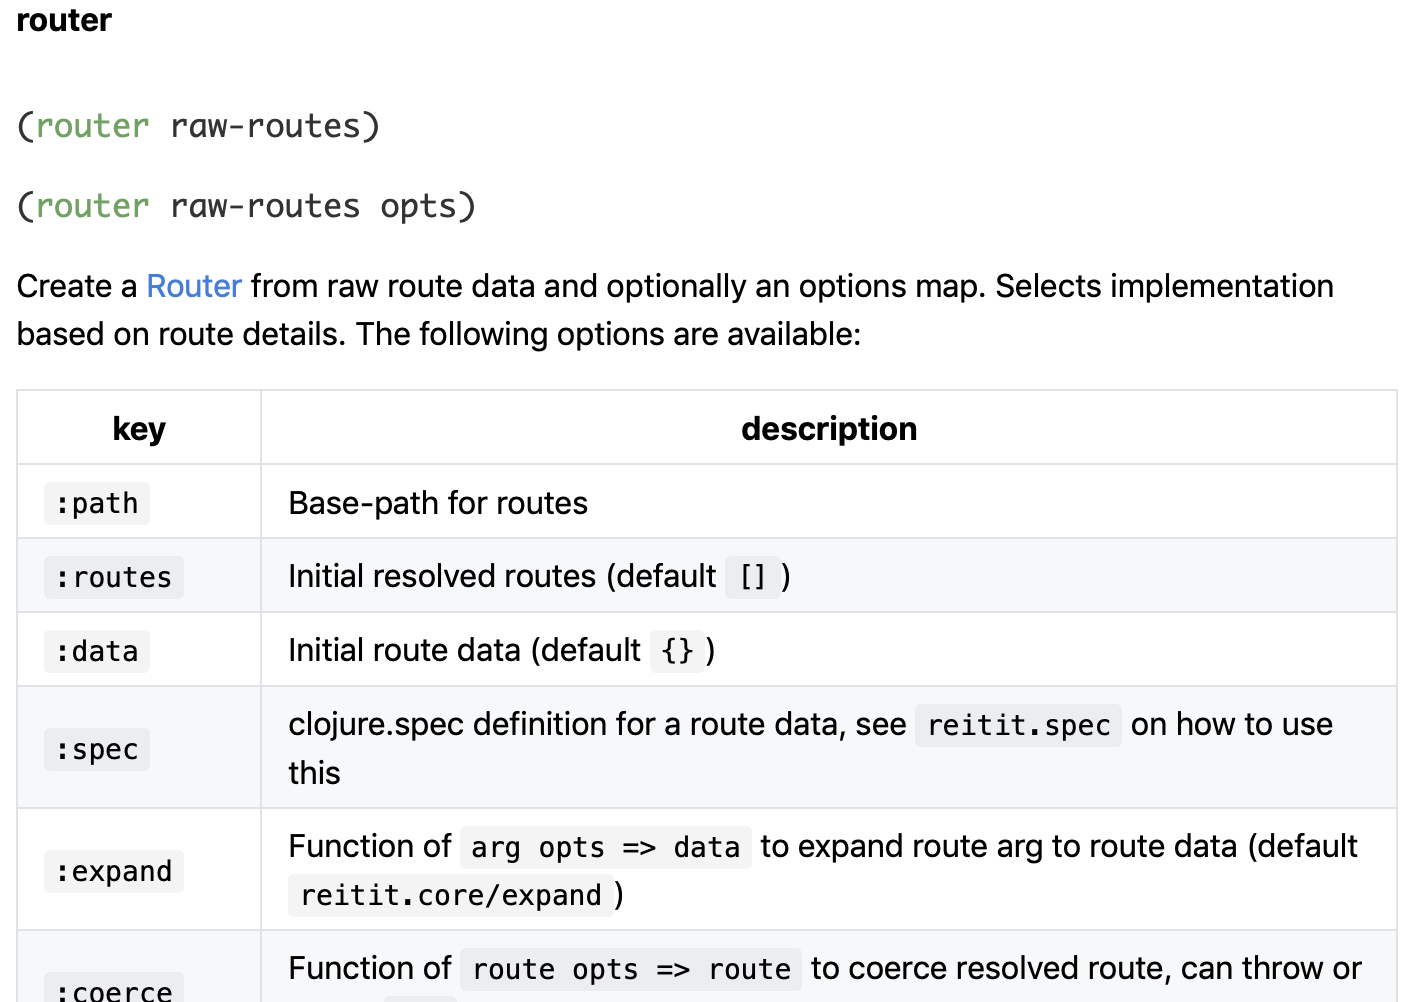 router
(router raw-routes)
(router raw-routes opts)
Create a Router from raw route data and optionally an options map. Selects implementation
based on route details. The following options are available:
key description
:path Base-path for routes
:routes Initial resolved routes (default [] )
:data Initial route data (default {} )
:spec clojure.spec definition for a route data, see reitit.spec on how to use
this
:expand Function of arg opts => data to expand route arg to route data (default
reitit.core/expand )
:coerce Function of route opts => route to coerce resolved route, can throw or